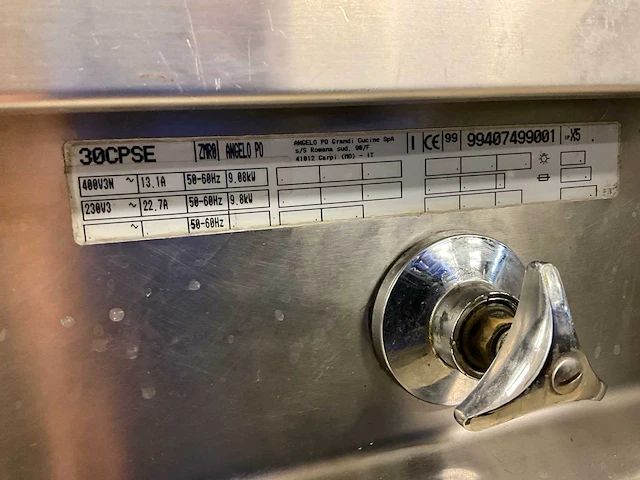 30CPSE ZMR0 ANGELO PO ANGELO PO Grandi Cucine SpA I CE 99 99407499001 IPX5
s/S Romana sud, 90/F
41012 Carpi (MO) - IT
400V3N ~ 13.1A 50-60Hz 9.08kW
230V3 ~ 22.7A 50-60Hz 9.8kW
~ 50-60Hz